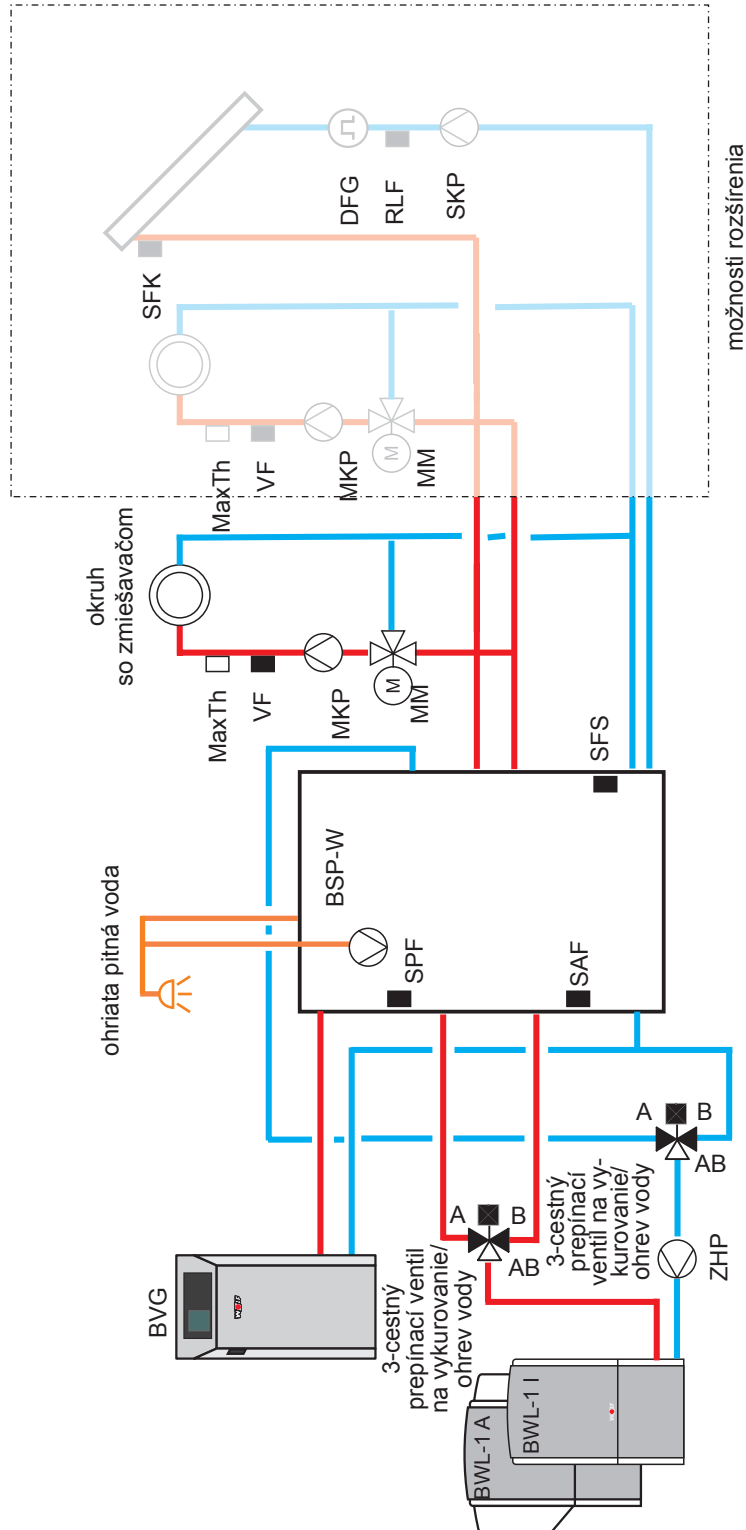 BVG
BWL-1 A
BWL-1 I
3-cestný
prepínací ventil
na vykurovanie/
ohrev vody
A
B
AB
3-cestný
prepínací
ventil na vy-
kurovanie/
ohrev vody
A
B
AB
ZHP
ohriata pitná voda
BSP-W
SPF
SAF
SFS
okruh
so zmiešavačom
MaxTh
VF
MKP
M
MM
MaxTh
VF
MKP
M
MM
SFK
DFG
RLF
SKP
možnosti rozšírenia